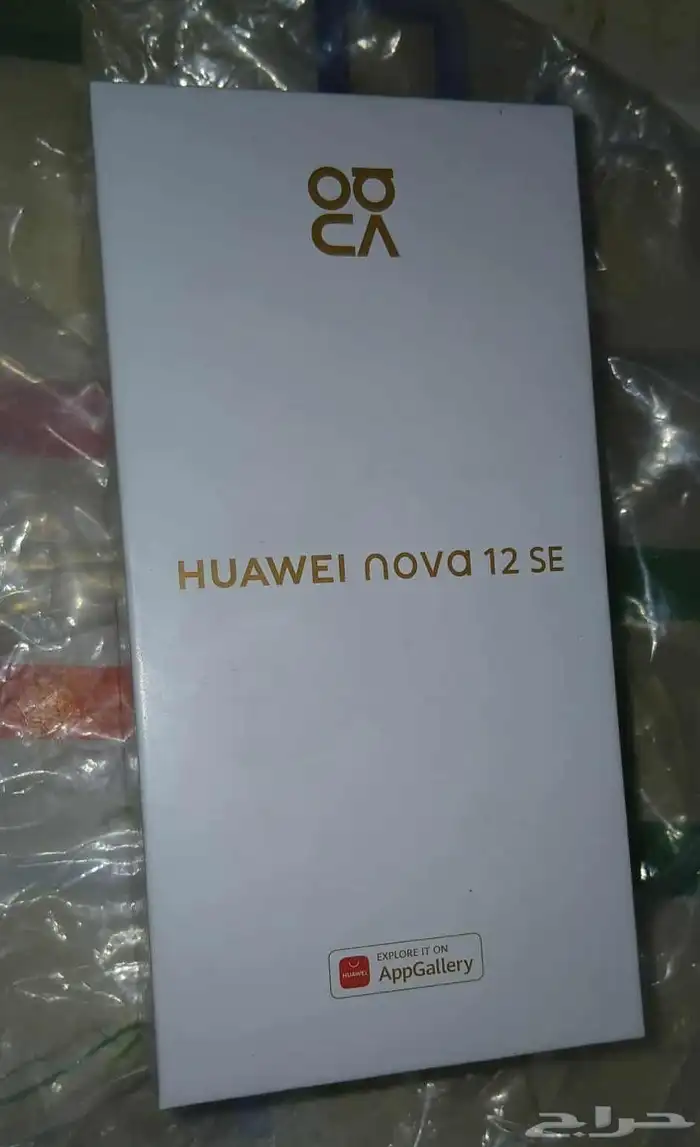 HUAWEI nova 12 SE
EXPLORE IT ON
HUAWEI
AppGallery
حراج